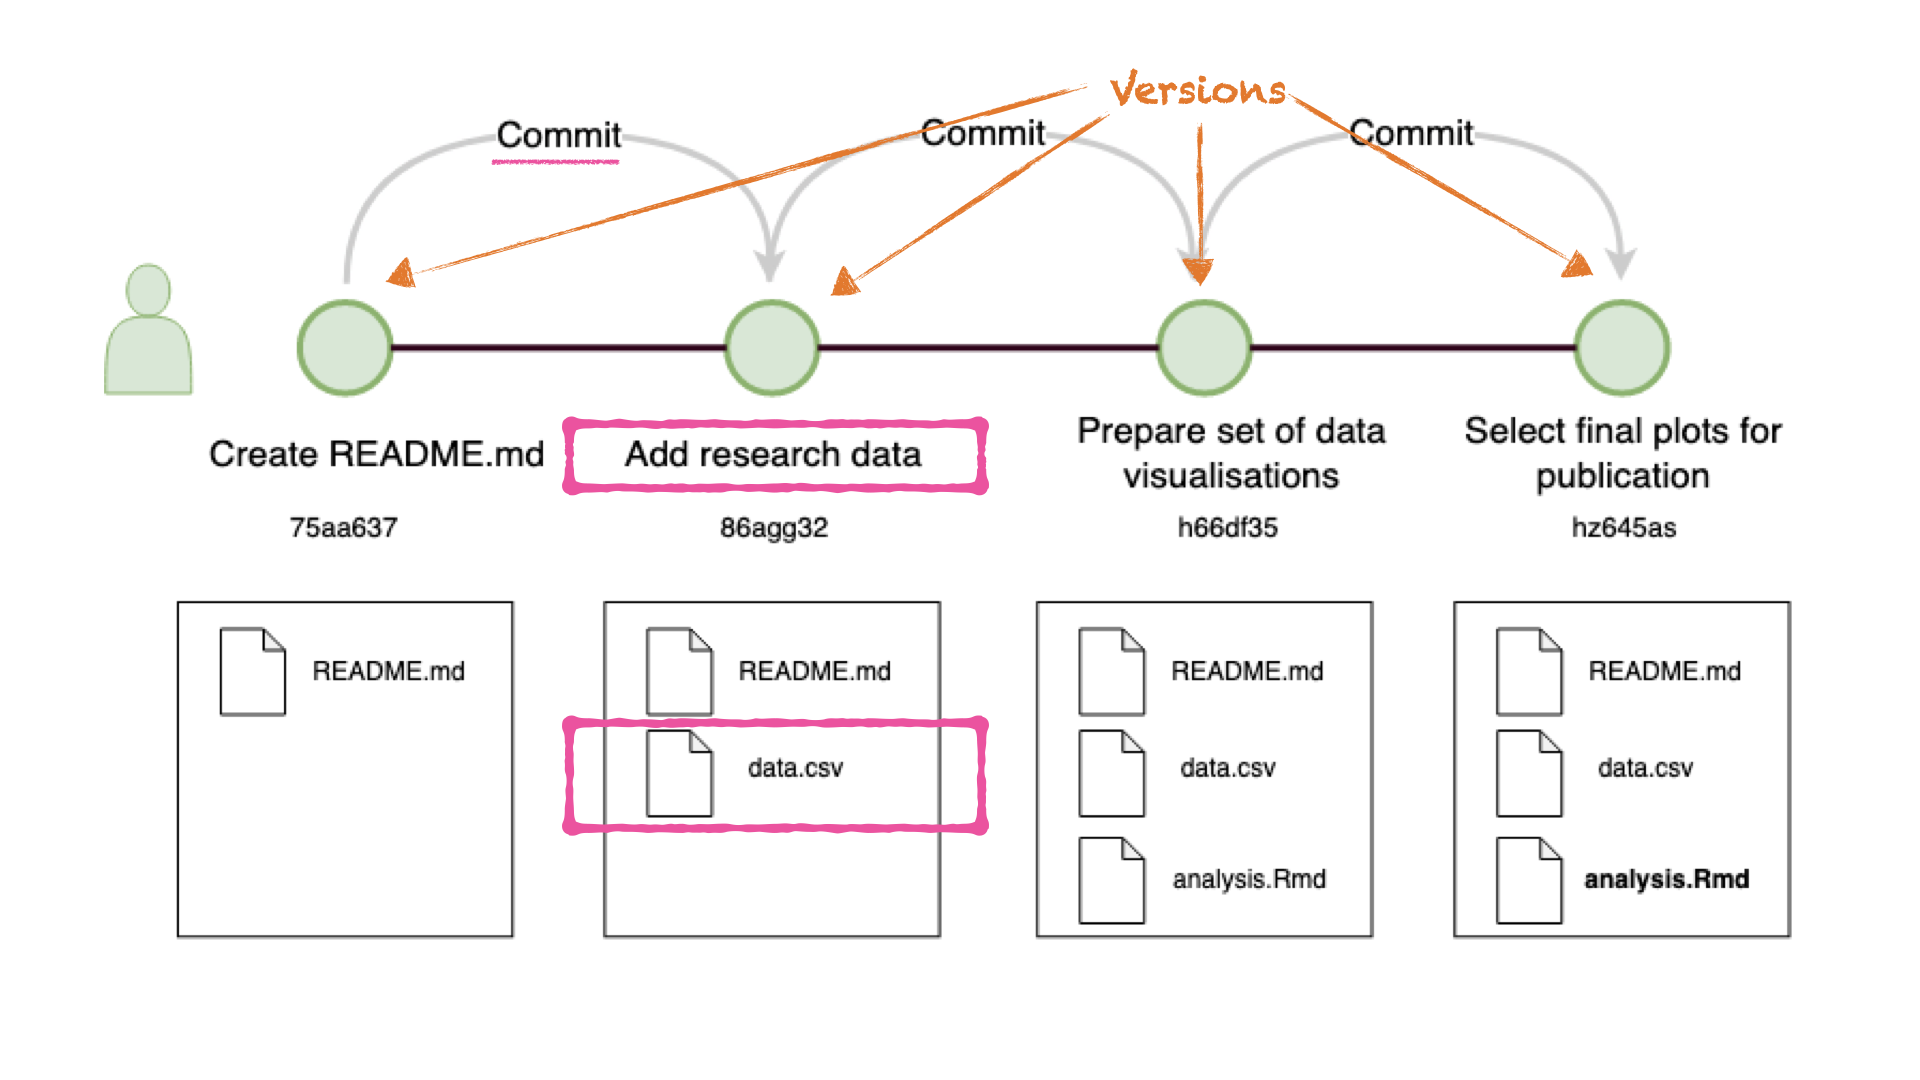 Versions
Commit
Commit
Commit
Create README.md
Add research data
Prepare set of data
visualisations
Select final plots for
publication
75aa637
86agg32
h66df35
hz645as
README.md
README.md
data.csv
README.md
data.csv
analysis.Rmd
README.md
data.csv
analysis.Rmd